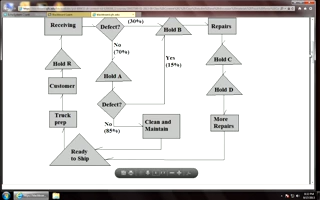 (30%)
Receiving
Defect?
Hold B
Repairs
No
(70%)
Yes
(15%)
Hold R
Hold A
Hold C
Customer
Defect?
Hold D
Truck
prep
No
(85%)
Clean and
Maintain
More
Repairs
Ready
to Ship